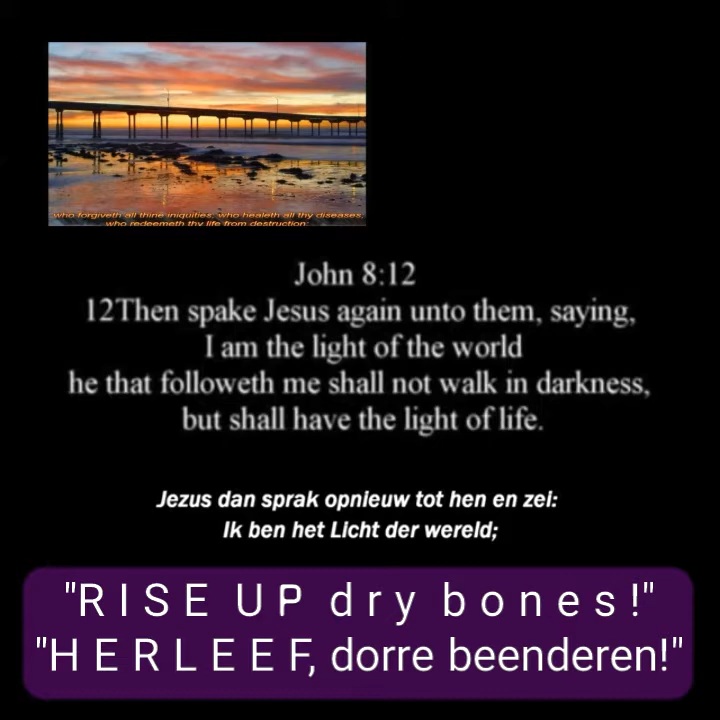 who forgiveth all thine iniquities; who healeth all thy diseases;
who redeemeth thy life from destruction;
John 8:12
12Then spake Jesus again unto them, saying,
I am the light of the world
he that followeth me shall not walk in darkness,
but shall have the light of life.
Jezus dan sprak opnieuw tot hen en zei:
Ik ben het Licht der wereld;
"R I S E U P d r y b o n e s !"
"H E R L E E F, dorre beenderen!"